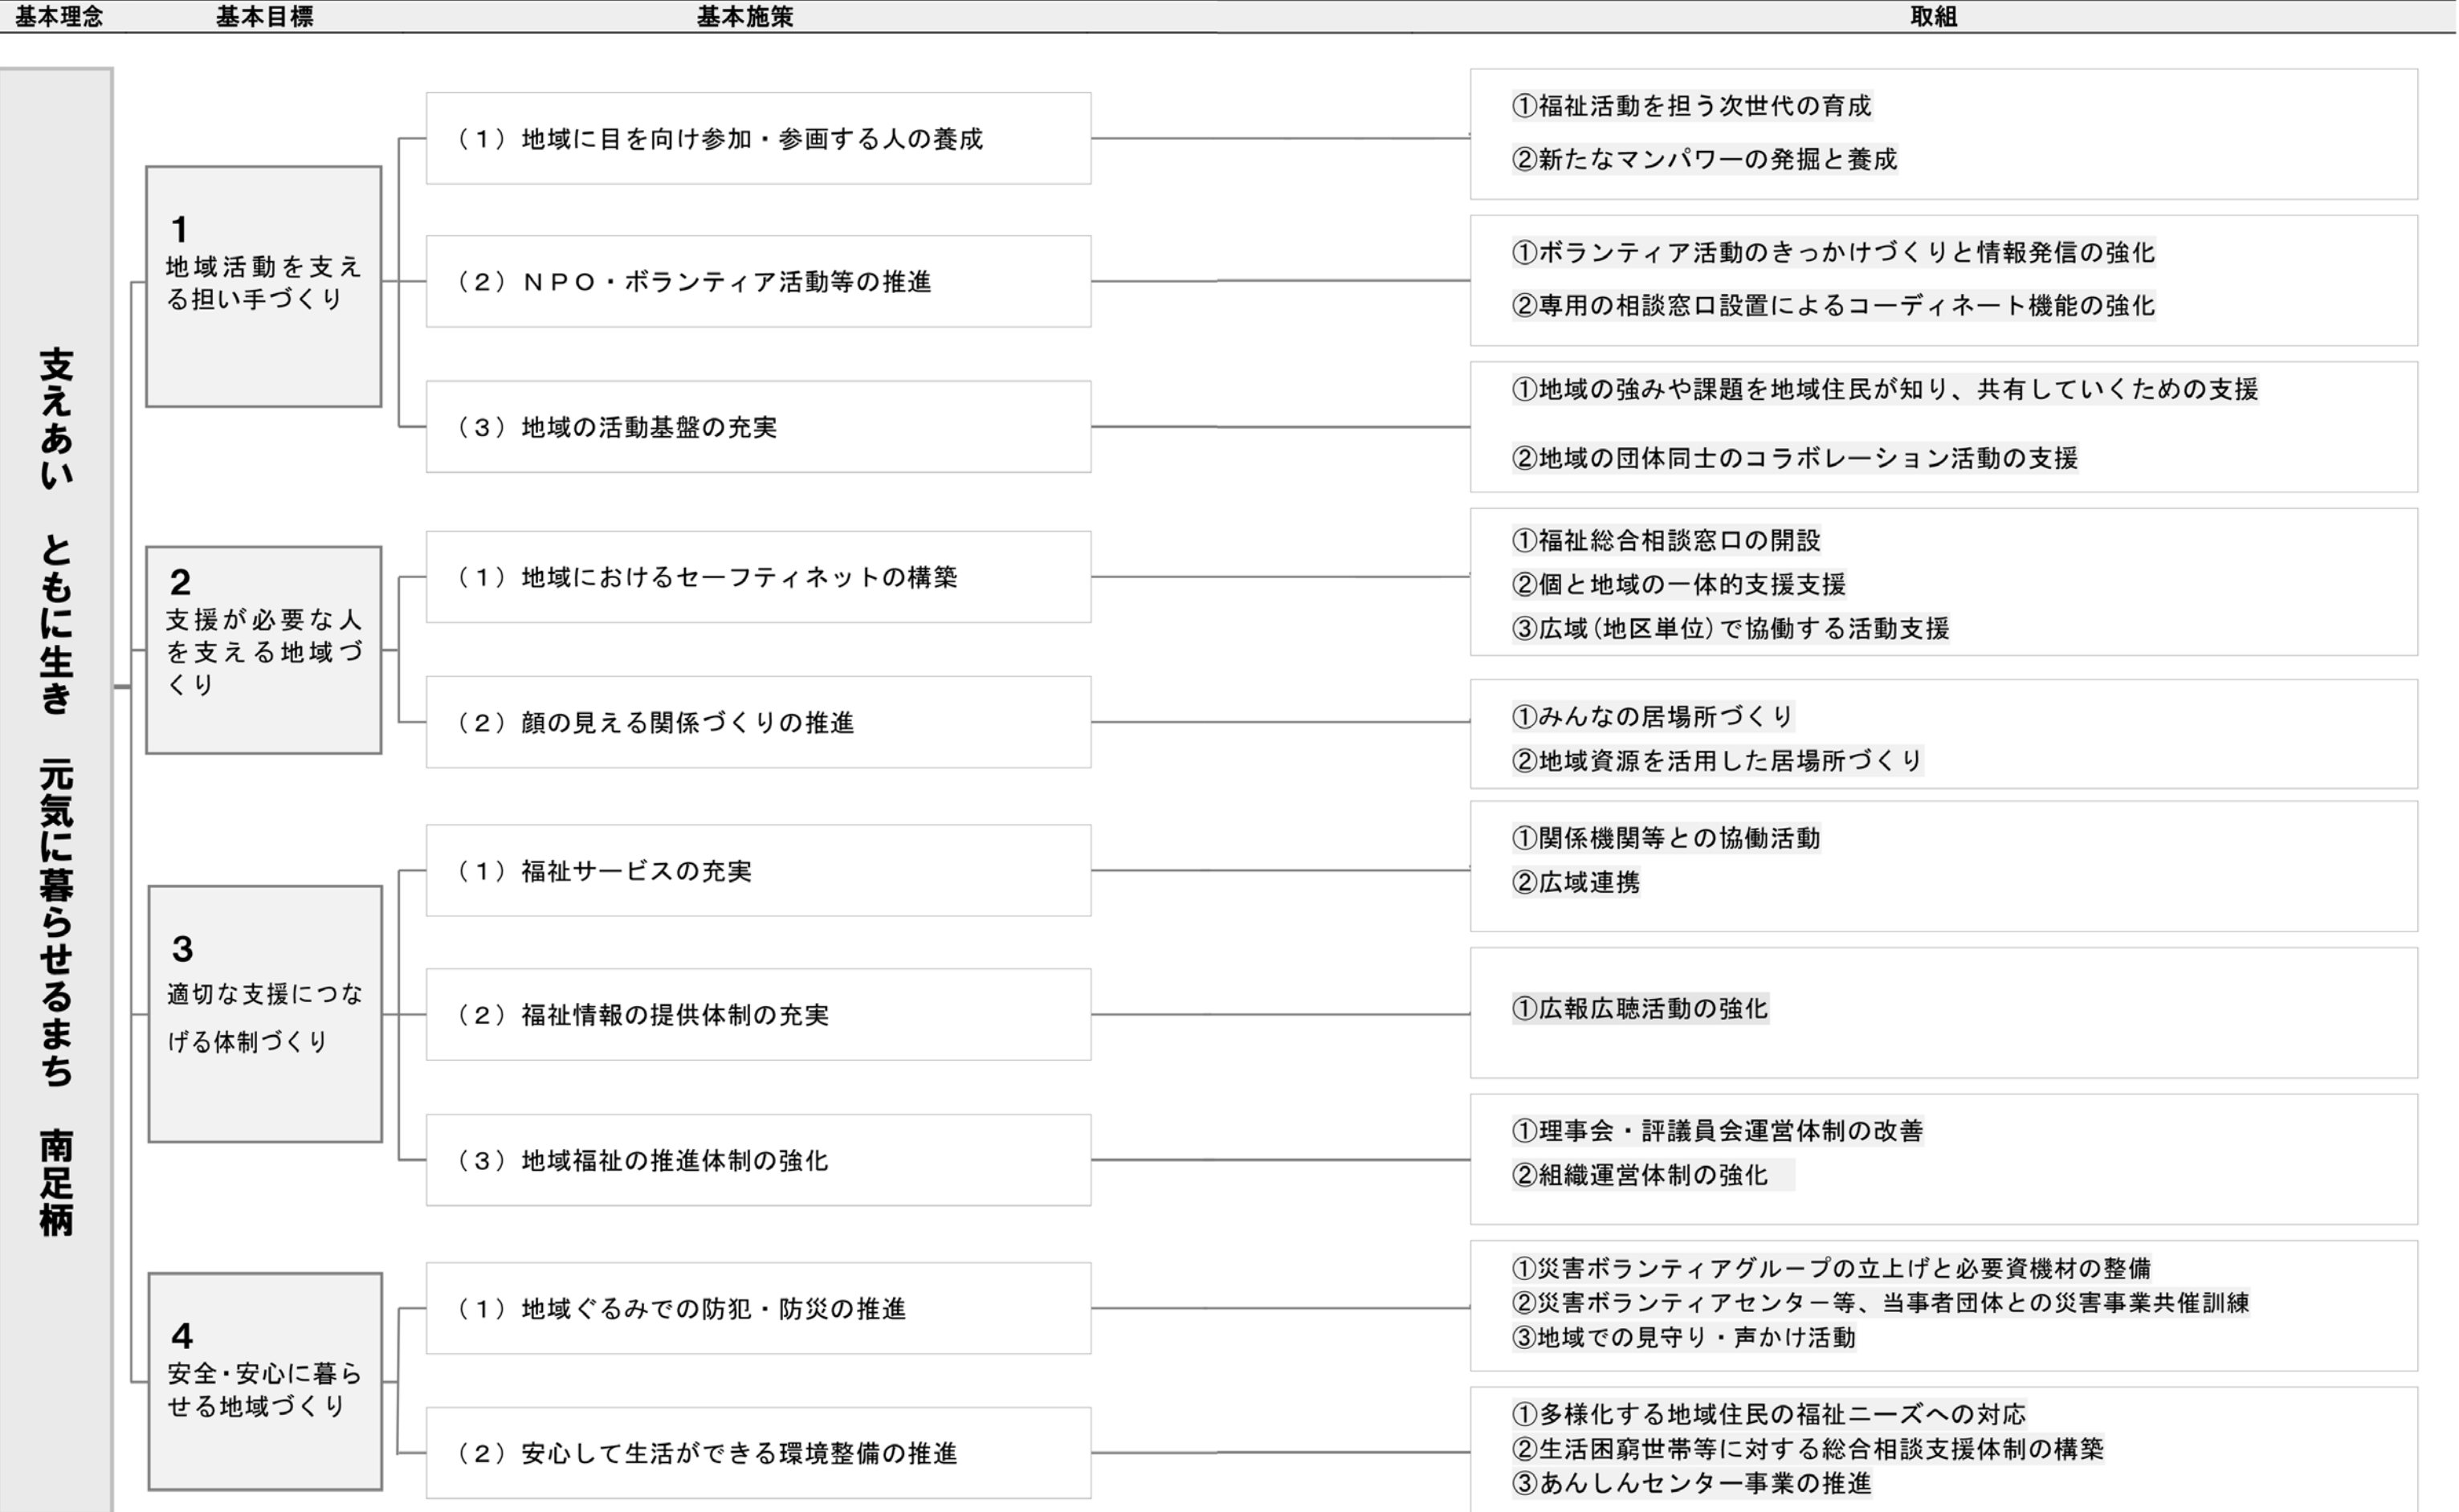 基本理念 基本目標 基本施策 取組
支えあい　ともに生き　元気に暮らせるまち　南足柄
1
地域活動を支え
る担い手づくり
（１）地域に目を向け参加・参画する人の養成
①福祉活動を担う次世代の育成
②新たなマンパワーの発掘と養成
（２）ＮＰＯ・ボランティア活動等の推進
①ボランティア活動のきっかけづくりと情報発信の強化
②専用の相談窓口設置によるコーディネート機能の強化
（３）地域の活動基盤の充実
①地域の強みや課題を地域住民が知り、共有していくための支援
②地域の団体同士のコラボレーション活動の支援
2
支援が必要な人
を支える地域づ
くり
（１）地域におけるセーフティネットの構築
①福祉総合相談窓口の開設
②個と地域の一体的支援支援
③広域(地区単位)で協働する活動支援
（２）顔の見える関係づくりの推進
①みんなの居場所づくり
②地域資源を活用した居場所づくり
3
適切な支援につな
げる体制づくり
（１）福祉サービスの充実
①関係機関等との協働活動
②広域連携
（２）福祉情報の提供体制の充実
①広報広聴活動の強化
（３）地域福祉の推進体制の強化
①理事会・評議員会運営体制の改善
②組織運営体制の強化
4
安全・安心に暮ら
せる地域づくり
（１）地域ぐるみでの防犯・防災の推進
①災害ボランティアグループの立上げと必要資機材の整備
②災害ボランティアセンター等、当事者団体との災害事業共催訓練
③地域での見守り・声かけ活動
（２）安心して生活ができる環境整備の推進
①多様化する地域住民の福祉ニーズへの対応
②生活困窮世帯等に対する総合相談支援体制の構築
③あんしんセンター事業の推進